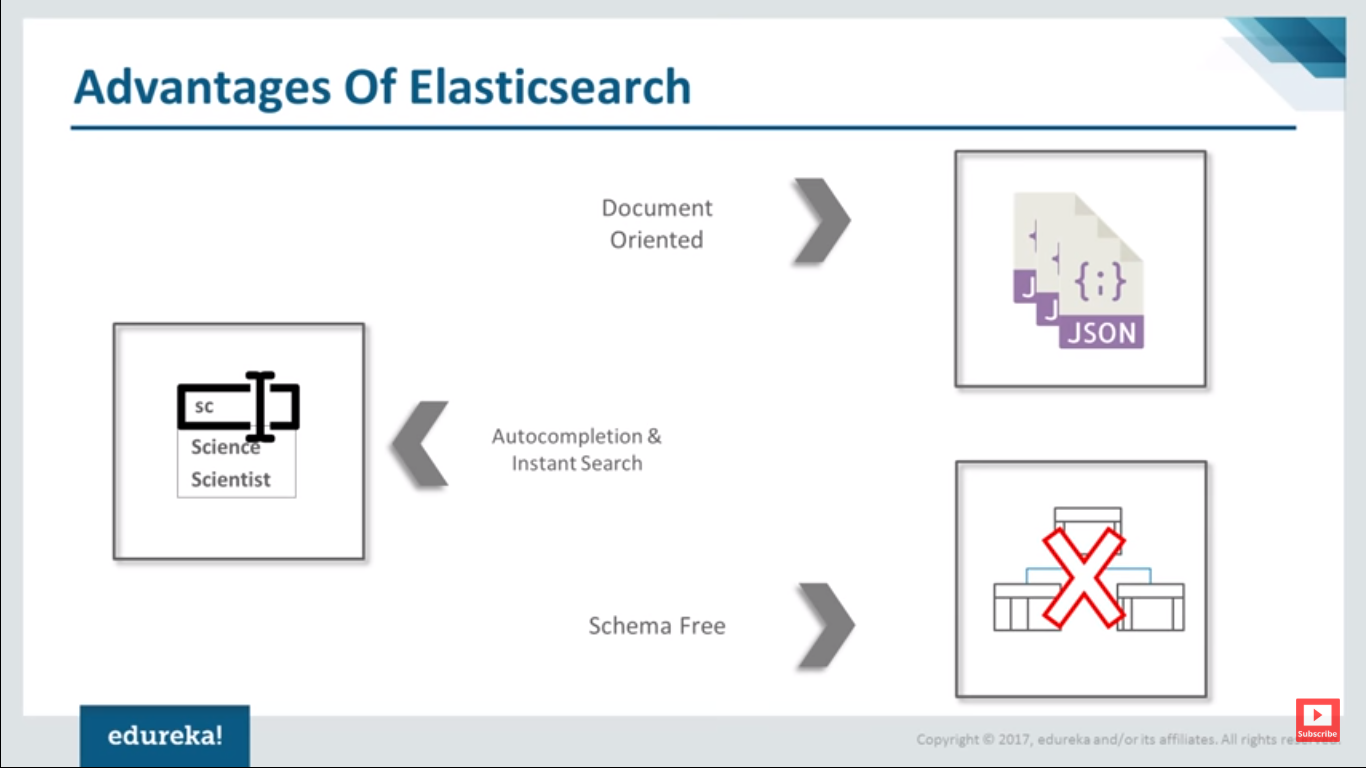 Advantages Of Elasticsearch
Document
Oriented
{;}
J
J
JSON
sc
Science
Scientist
Autocompletion &
Instant Search
Schema Free
edureka!
Copyright © 2017, edureka and/or its affiliates. All rights
Subscribe